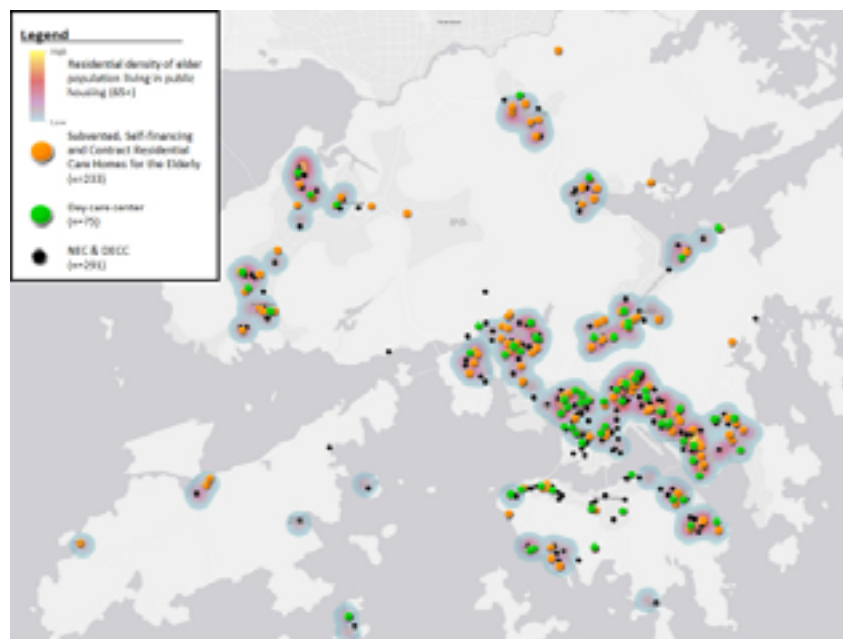 Legend
High
Residential density of elder
population living in public
housing (65+)
Low
Subvented, Self-financing
and Contract Residential
Care Homes for the Elderly
(n=233)
Day care center
(n=75)
NEC & DECC
(n=291)